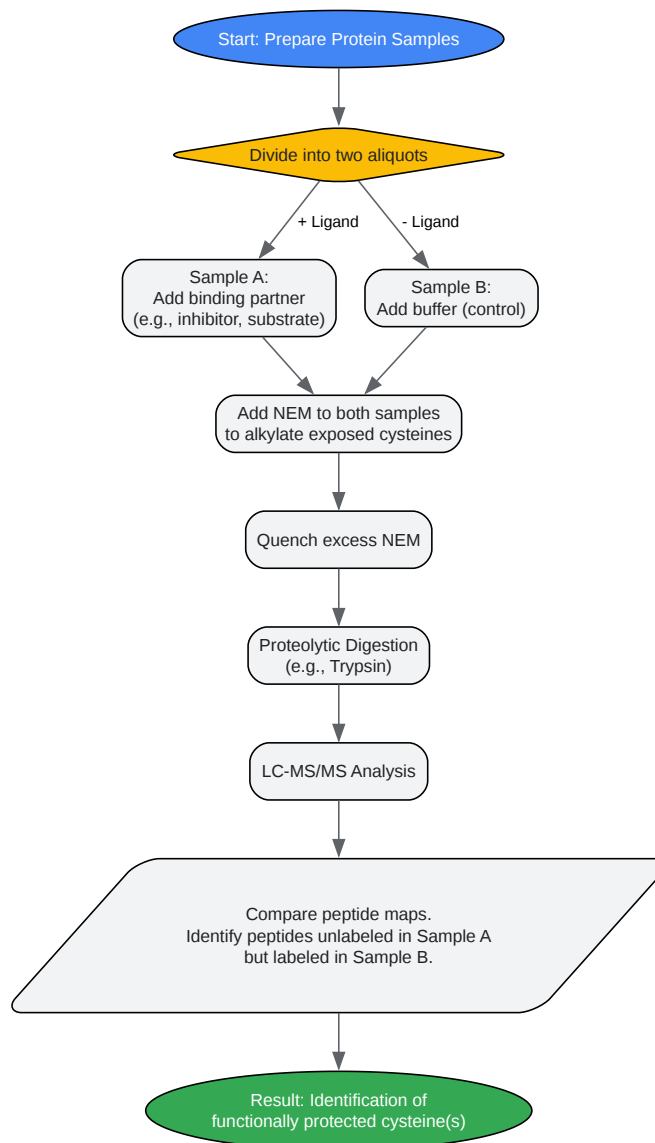 Start: Prepare Protein Samples
Divide into two aliquots
+ Ligand
- Ligand
Sample A:
Add binding partner
(e.g., inhibitor, substrate)
Sample B:
Add buffer (control)
Add NEM to both samples
to alkylate exposed cysteines
Quench excess NEM
Proteolytic Digestion
(e.g., Trypsin)
LC-MS/MS Analysis
Compare peptide maps.
Identify peptides unlabeled in Sample A
but labeled in Sample B.
Result: Identification of
functionally protected cysteine(s)